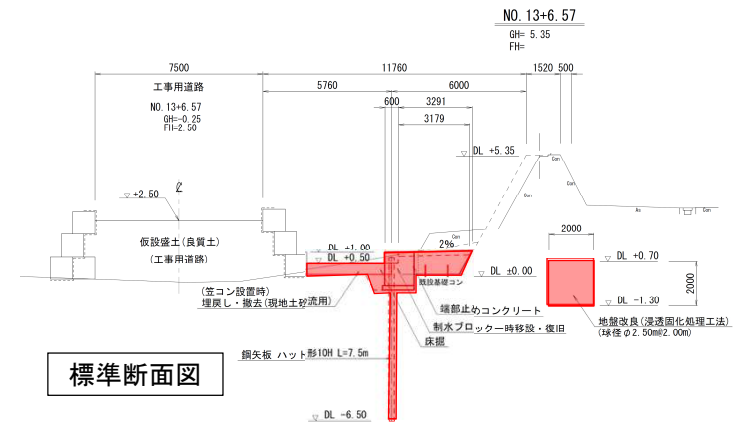 NO.13+6.57
GH= 5.35
FH=
7500
11760
1520 500
工事用道路
5760
6000
NO.13+6.57
GH=-0.25
FH=2.50
600
3291
3179
DL +5.35
Con
+2.50
℄
Con
Con
仮設盛土(良質土)
(工事用道路)
As
Con
Con
2%
DL +1.00
DL +0.50
DL ±0.00
既設基礎コン
2000
DL +0.70
2000
DL -1.30
(笠コン設置時)
埋戻し・撤去(現地土砂流用)
端部止めコンクリート
制水ブロック一時移設・復旧
床掘
地盤改良(浸透固化処理工法)
(球径φ2.50m@2.00m)
鋼矢板 ハット形10H L=7.5m
標準断面図
DL -6.50